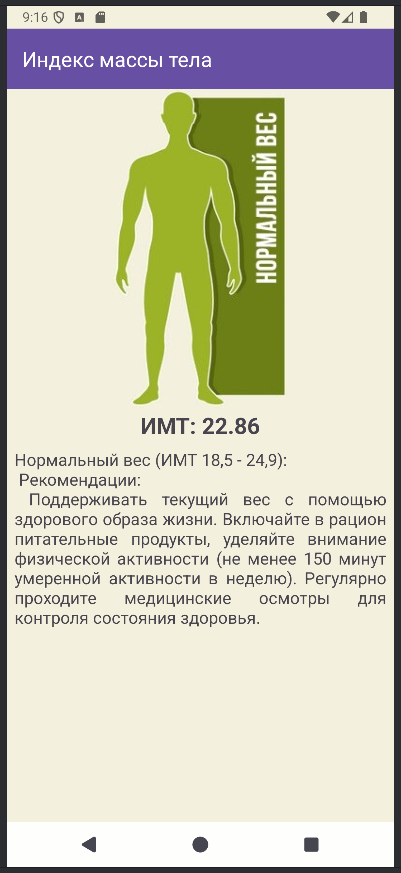 9:16
Индекс массы тела
НОРМАЛЬНЫЙ ВЕС
ИМТ: 22.86
Нормальный вес (ИМТ 18,5 - 24,9):
Рекомендации:
Поддерживать текущий вес с помощью
здорового образа жизни. Включайте в рацион
питательные продукты, уделяйте внимание
физической активности (не менее 150 минут
умеренной активности в неделю). Регулярно
проходите медицинские осмотры для
контроля состояния здоровья.